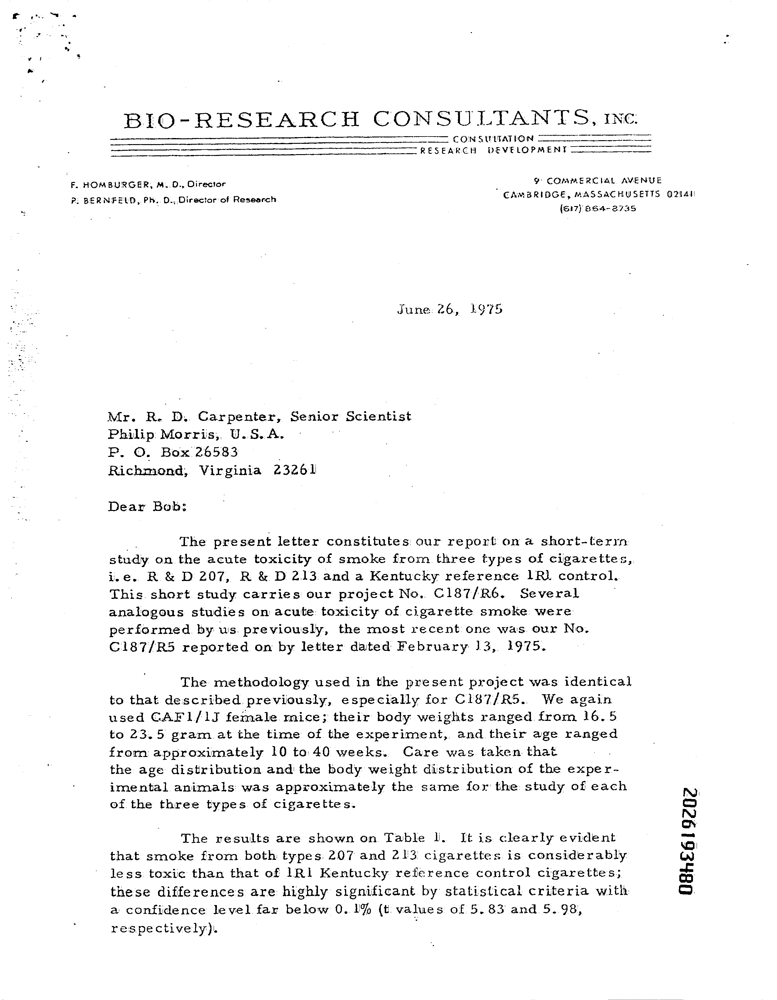 BIO-RESEARCH CONSULTANTS, INC.
CONSULTATION
RESEARCH DEVELOPMENT
F. HOMBURGER, M. D., Director
P. BERNFELD, Ph. D., Director of Research
9 COMMERCIAL AVENUE
CAMBRIDGE, MASSACHUSETTS 02141
(617) 864-8735
June 26, 1975
Mr. R. D. Carpenter, Senior Scientist
Philip Morris, U.S.A.
P. O. Box 26583
Richmond, Virginia 23261
Dear Bob:
The present letter constitutes our report on a short-term
study on the acute toxicity of smoke from three types of cigarettes,
i.e. R & D 207, R & D 213 and a Kentucky reference 1R1 control.
This short study carries our project No. C187/R6. Several
analogous studies on acute toxicity of cigarette smoke were
performed by us previously, the most recent one was our No.
C187/R5 reported on by letter dated February 13, 1975.
The methodology used in the present project was identical
to that described previously, especially for C187/R5. We again
used CAF1/1J female mice; their body weights ranged from 16.5
to 23.5 gram at the time of the experiment, and their age ranged
from approximately 10 to 40 weeks. Care was taken that
the age distribution and the body weight distribution of the exper-
imental animals was approximately the same for the study of each
of the three types of cigarettes.
The results are shown on Table 1. It is clearly evident
that smoke from both types 207 and 213 cigarettes is considerably
less toxic than that of 1R1 Kentucky reference control cigarettes;
these differences are highly significant by statistical criteria with
a confidence level far below 0.1% (t values of 5.83 and 5.98,
respectively).
2026193480